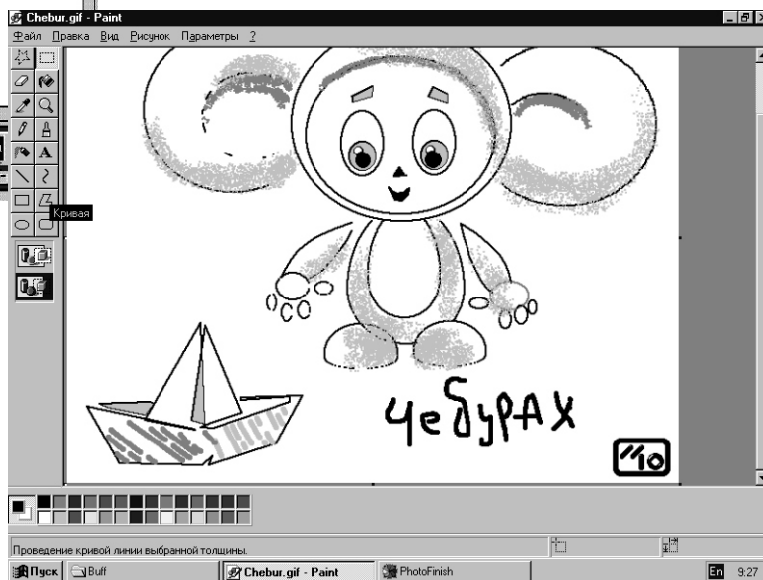 Chebur.gif - Paint
Файл Правка Вид Рисунок Параметры ?
A
Кривая
чебурАХ
Проведение кривой линии выбранной толщины.
Пуск Buff Chebur.gif - Paint PhotoFinish En 9:27